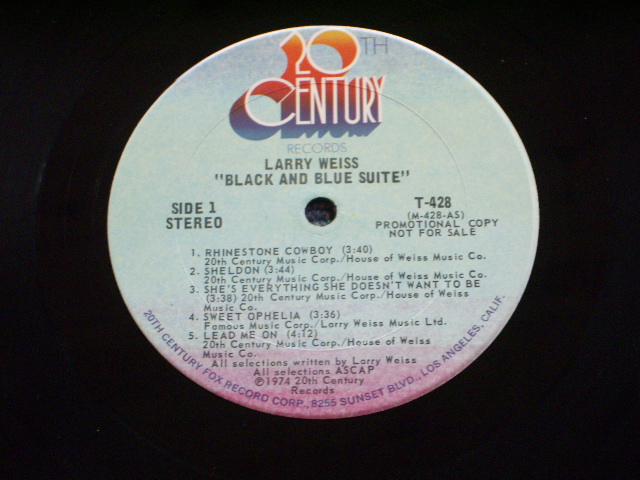 20TH
CENTURY
RECORDS
LARRY WEISS
"BLACK AND BLUE SUITE"
SIDE 1
STEREO
T-428
(M-428-AS)
PROMOTIONAL COPY
NOT FOR SALE
1. RHINESTONE COWBOY (3:40)
20th Century Music Corp./House of Weiss Music Co.
2. SHELDON (3:44)
20th Century Music Corp./House of Weiss Music Co.
3. SHE'S EVERYTHING SHE DOESN'T WANT TO BE
(3:38) 20th Century Music Corp./House of Weiss
Music Co.
4. SWEET OPHELIA (3:36)
Famous Music Corp./Larry Weiss Music Ltd.
5. LEAD ME ON (4:12)
20th Century Music Corp./House of Weiss
Music Co.
All selections written by Larry Weiss
All selections ASCAP
℗1974 20th Century
Records
20TH CENTURY FOX RECORD CORP., 8255 SUNSET BLVD., LOS ANGELES, CALIF.